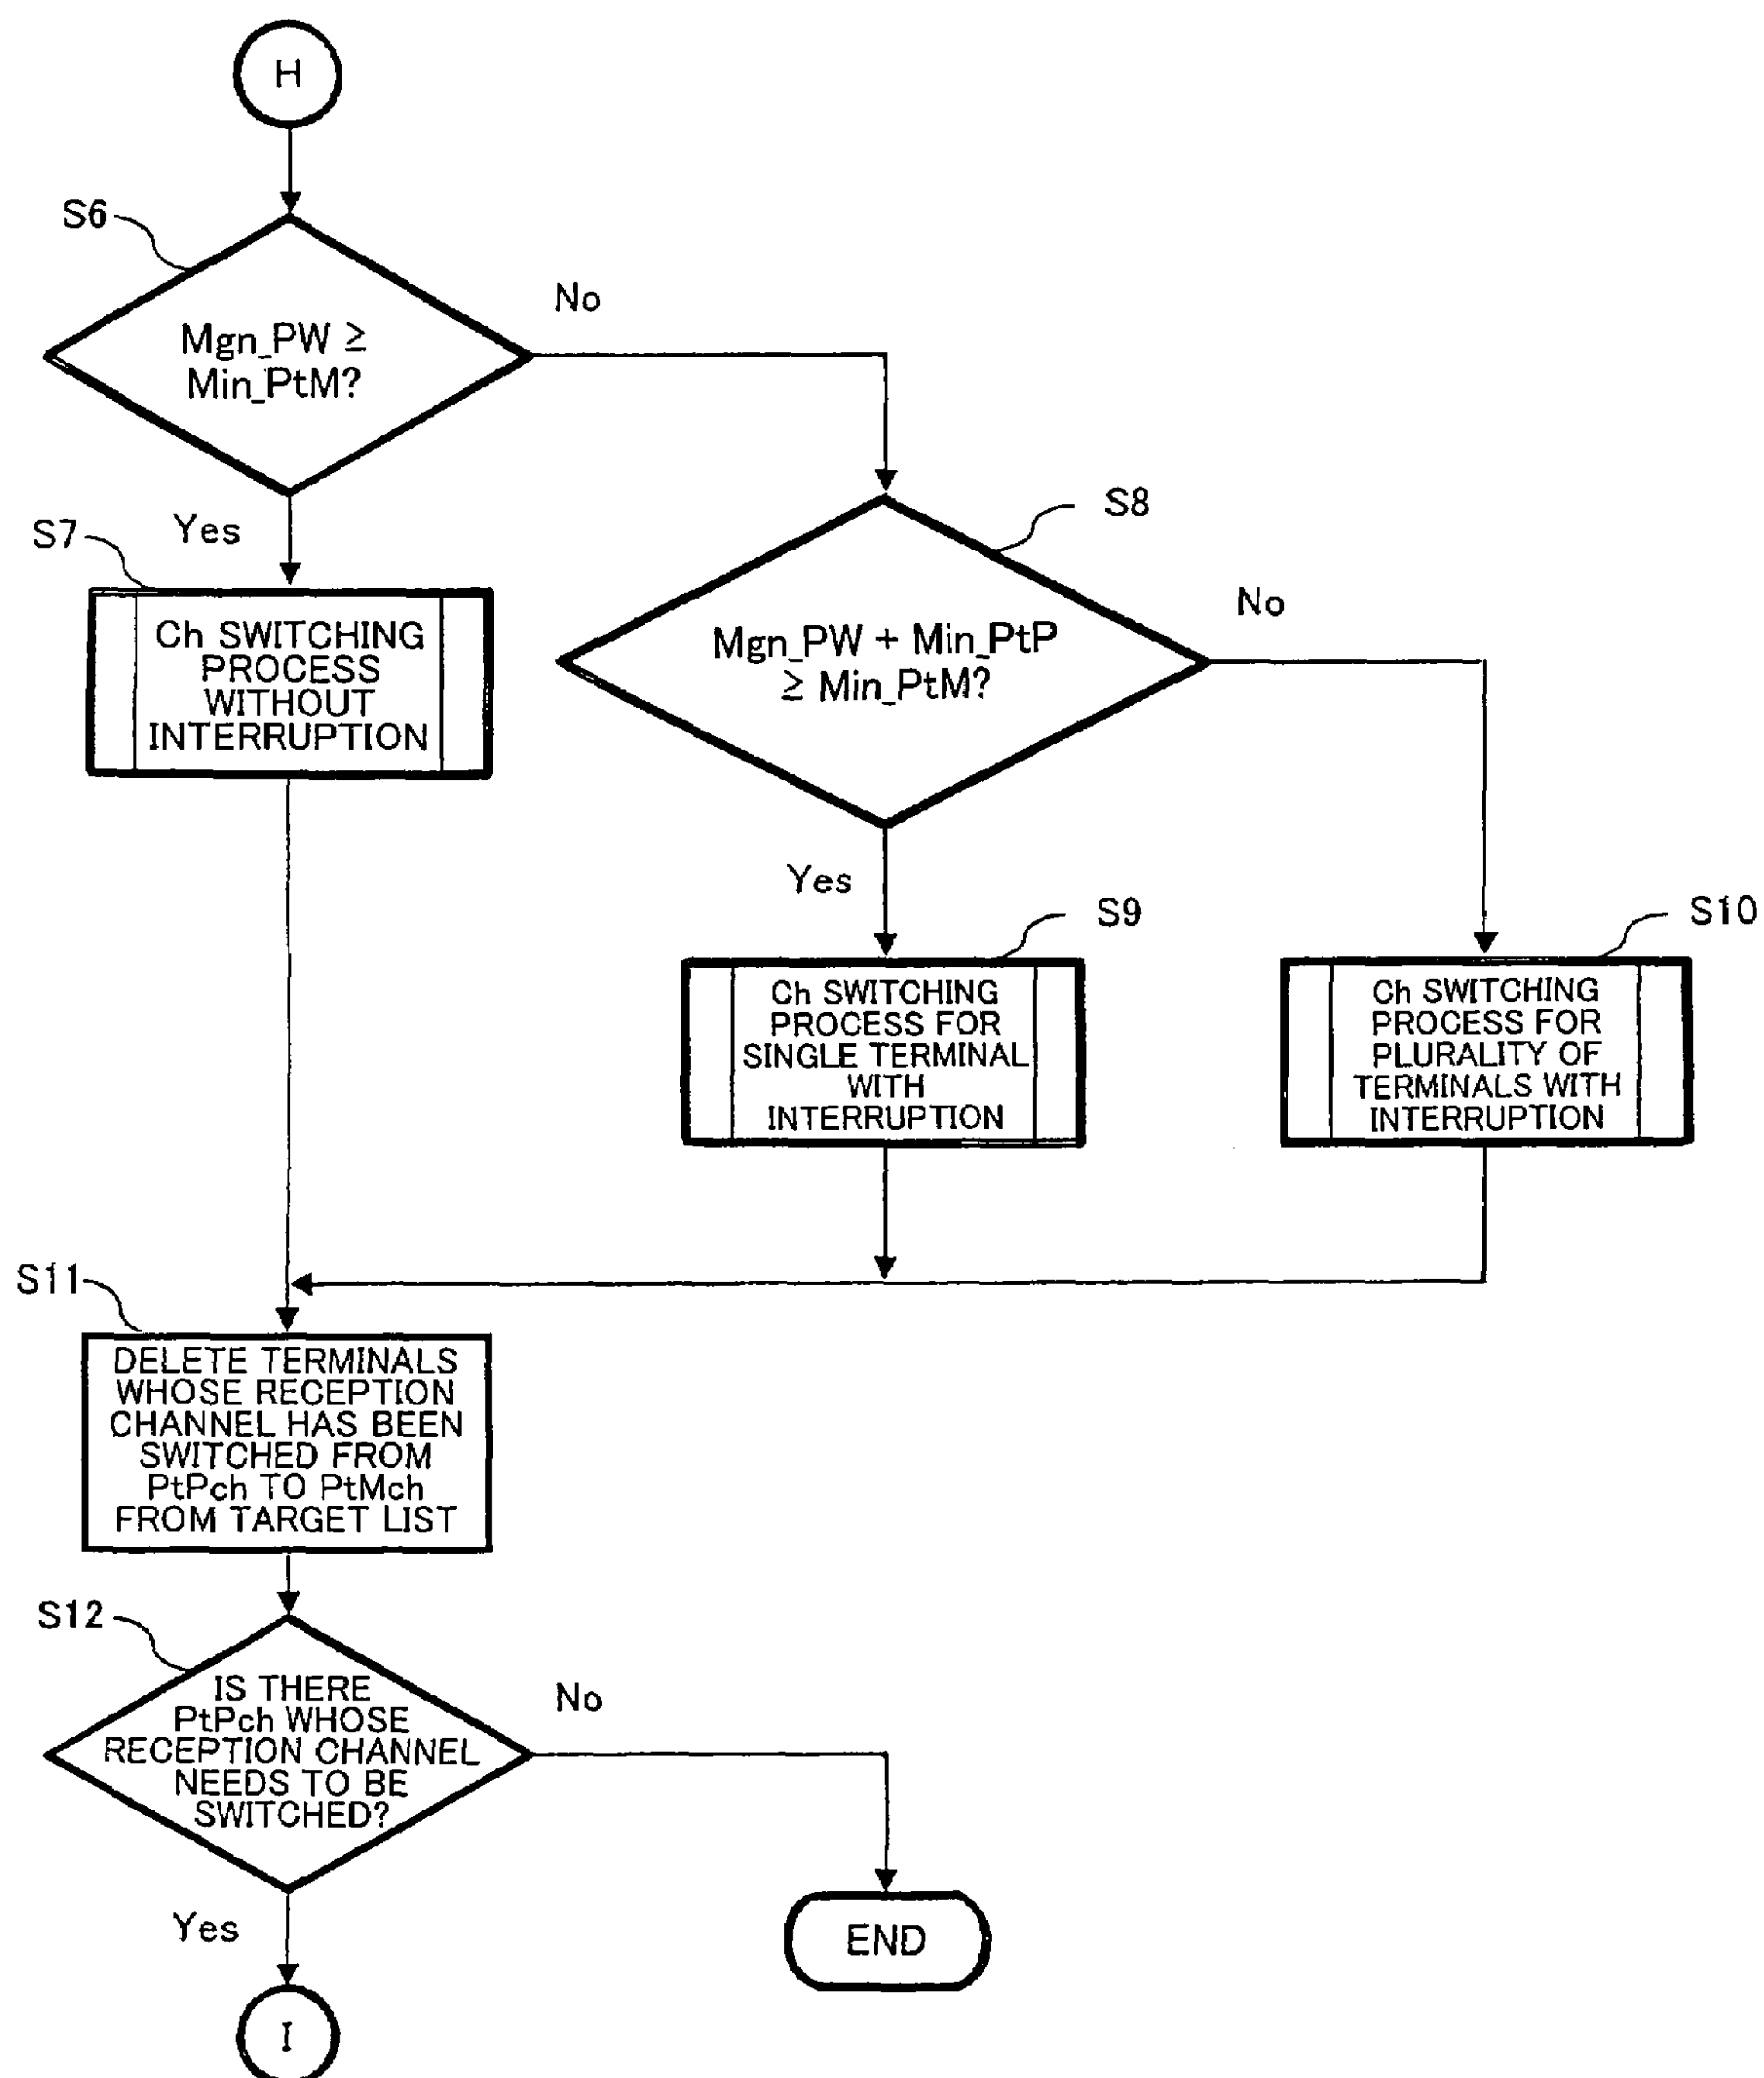 H
S6
Mgn_PW ≥
Min_PtM?
No
Yes
S7
Ch SWITCHING
PROCESS
WITHOUT
INTERRUPTION
S8
Mgn_PW + Min_PtP
≥ Min_PtM?
No
Yes
S9
Ch SWITCHING
PROCESS FOR
SINGLE TERMINAL
WITH
INTERRUPTION
S10
Ch SWITCHING
PROCESS FOR
PLURALITY OF
TERMINALS WITH
INTERRUPTION
S11
DELETE TERMINALS
WHOSE RECEPTION
CHANNEL HAS BEEN
SWITCHED FROM
PtPch TO PtMch
FROM TARGET LIST
S12
IS THERE
PtPch WHOSE
RECEPTION CHANNEL
NEEDS TO BE
SWITCHED?
No
Yes
END
I